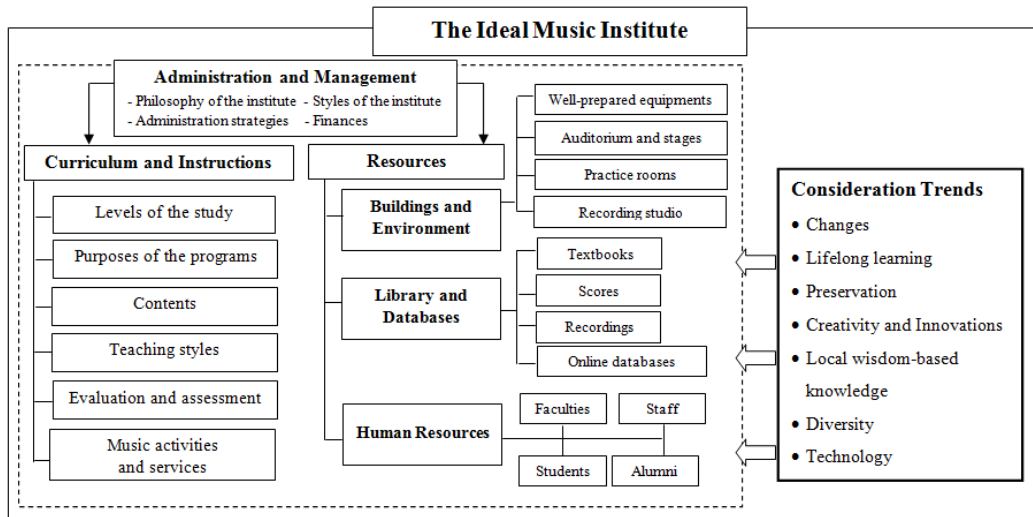 The Ideal Music Institute
Administration and Management
- Philosophy of the institute - Styles of the institute
- Administration strategies - Finances
Curriculum and Instructions
Levels of the study
Purposes of the programs
Contents
Teaching styles
Evaluation and assessment
Music activities
and services
Resources
Buildings and
Environment
Well-prepared equipments
Auditorium and stages
Practice rooms
Recording studio
Library and
Databases
Textbooks
Scores
Recordings
Online databases
Human Resources
Faculties
Staff
Students
Alumni
Consideration Trends
• Changes
• Lifelong learning
• Preservation
• Creativity and Innovations
• Local wisdom-based
knowledge
• Diversity
• Technology